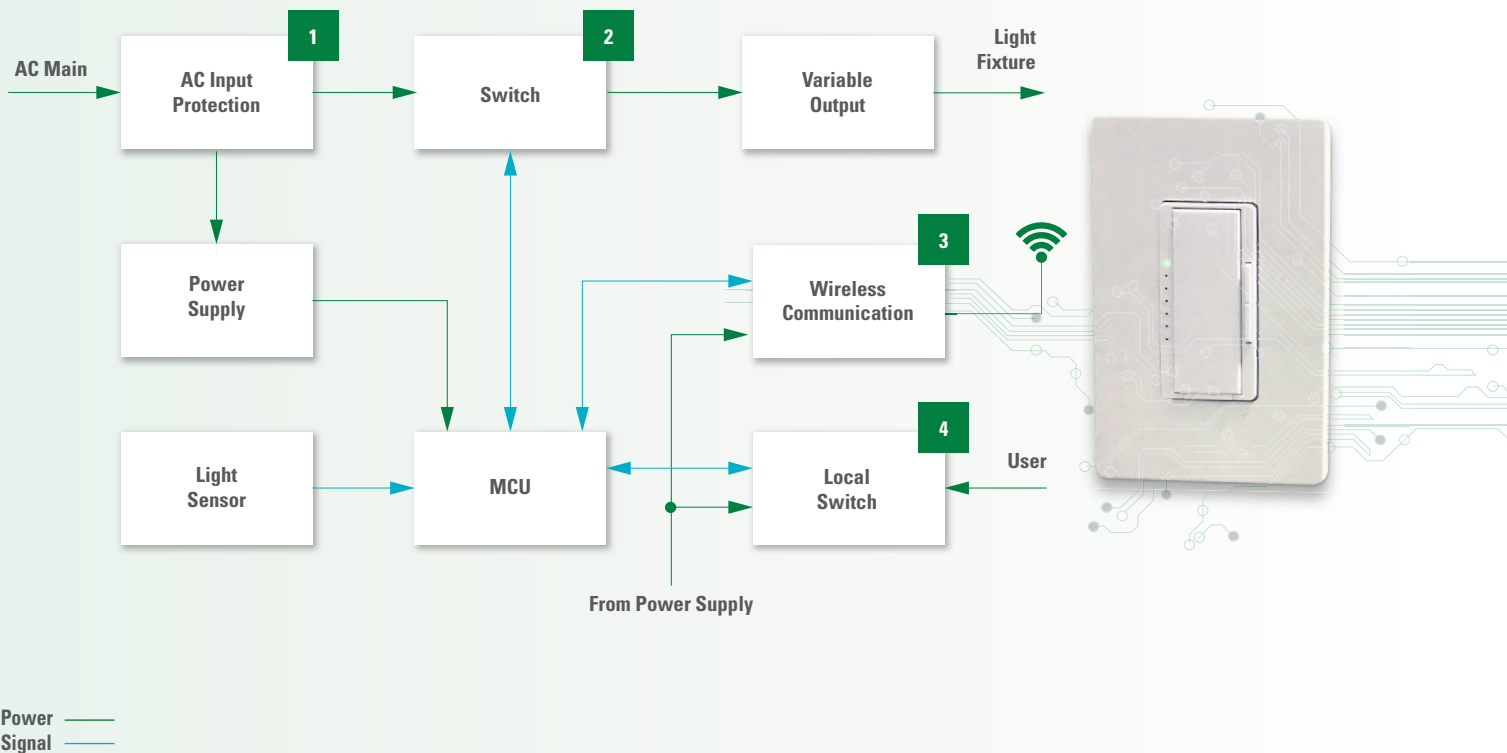 1
2
AC Main
AC Input
Protection
Switch
Variable
Output
Light
Fixture
Power
Supply
3
Wireless
Communication
Light
Sensor
MCU
4
Local
Switch
User
From Power Supply
Power
Signal